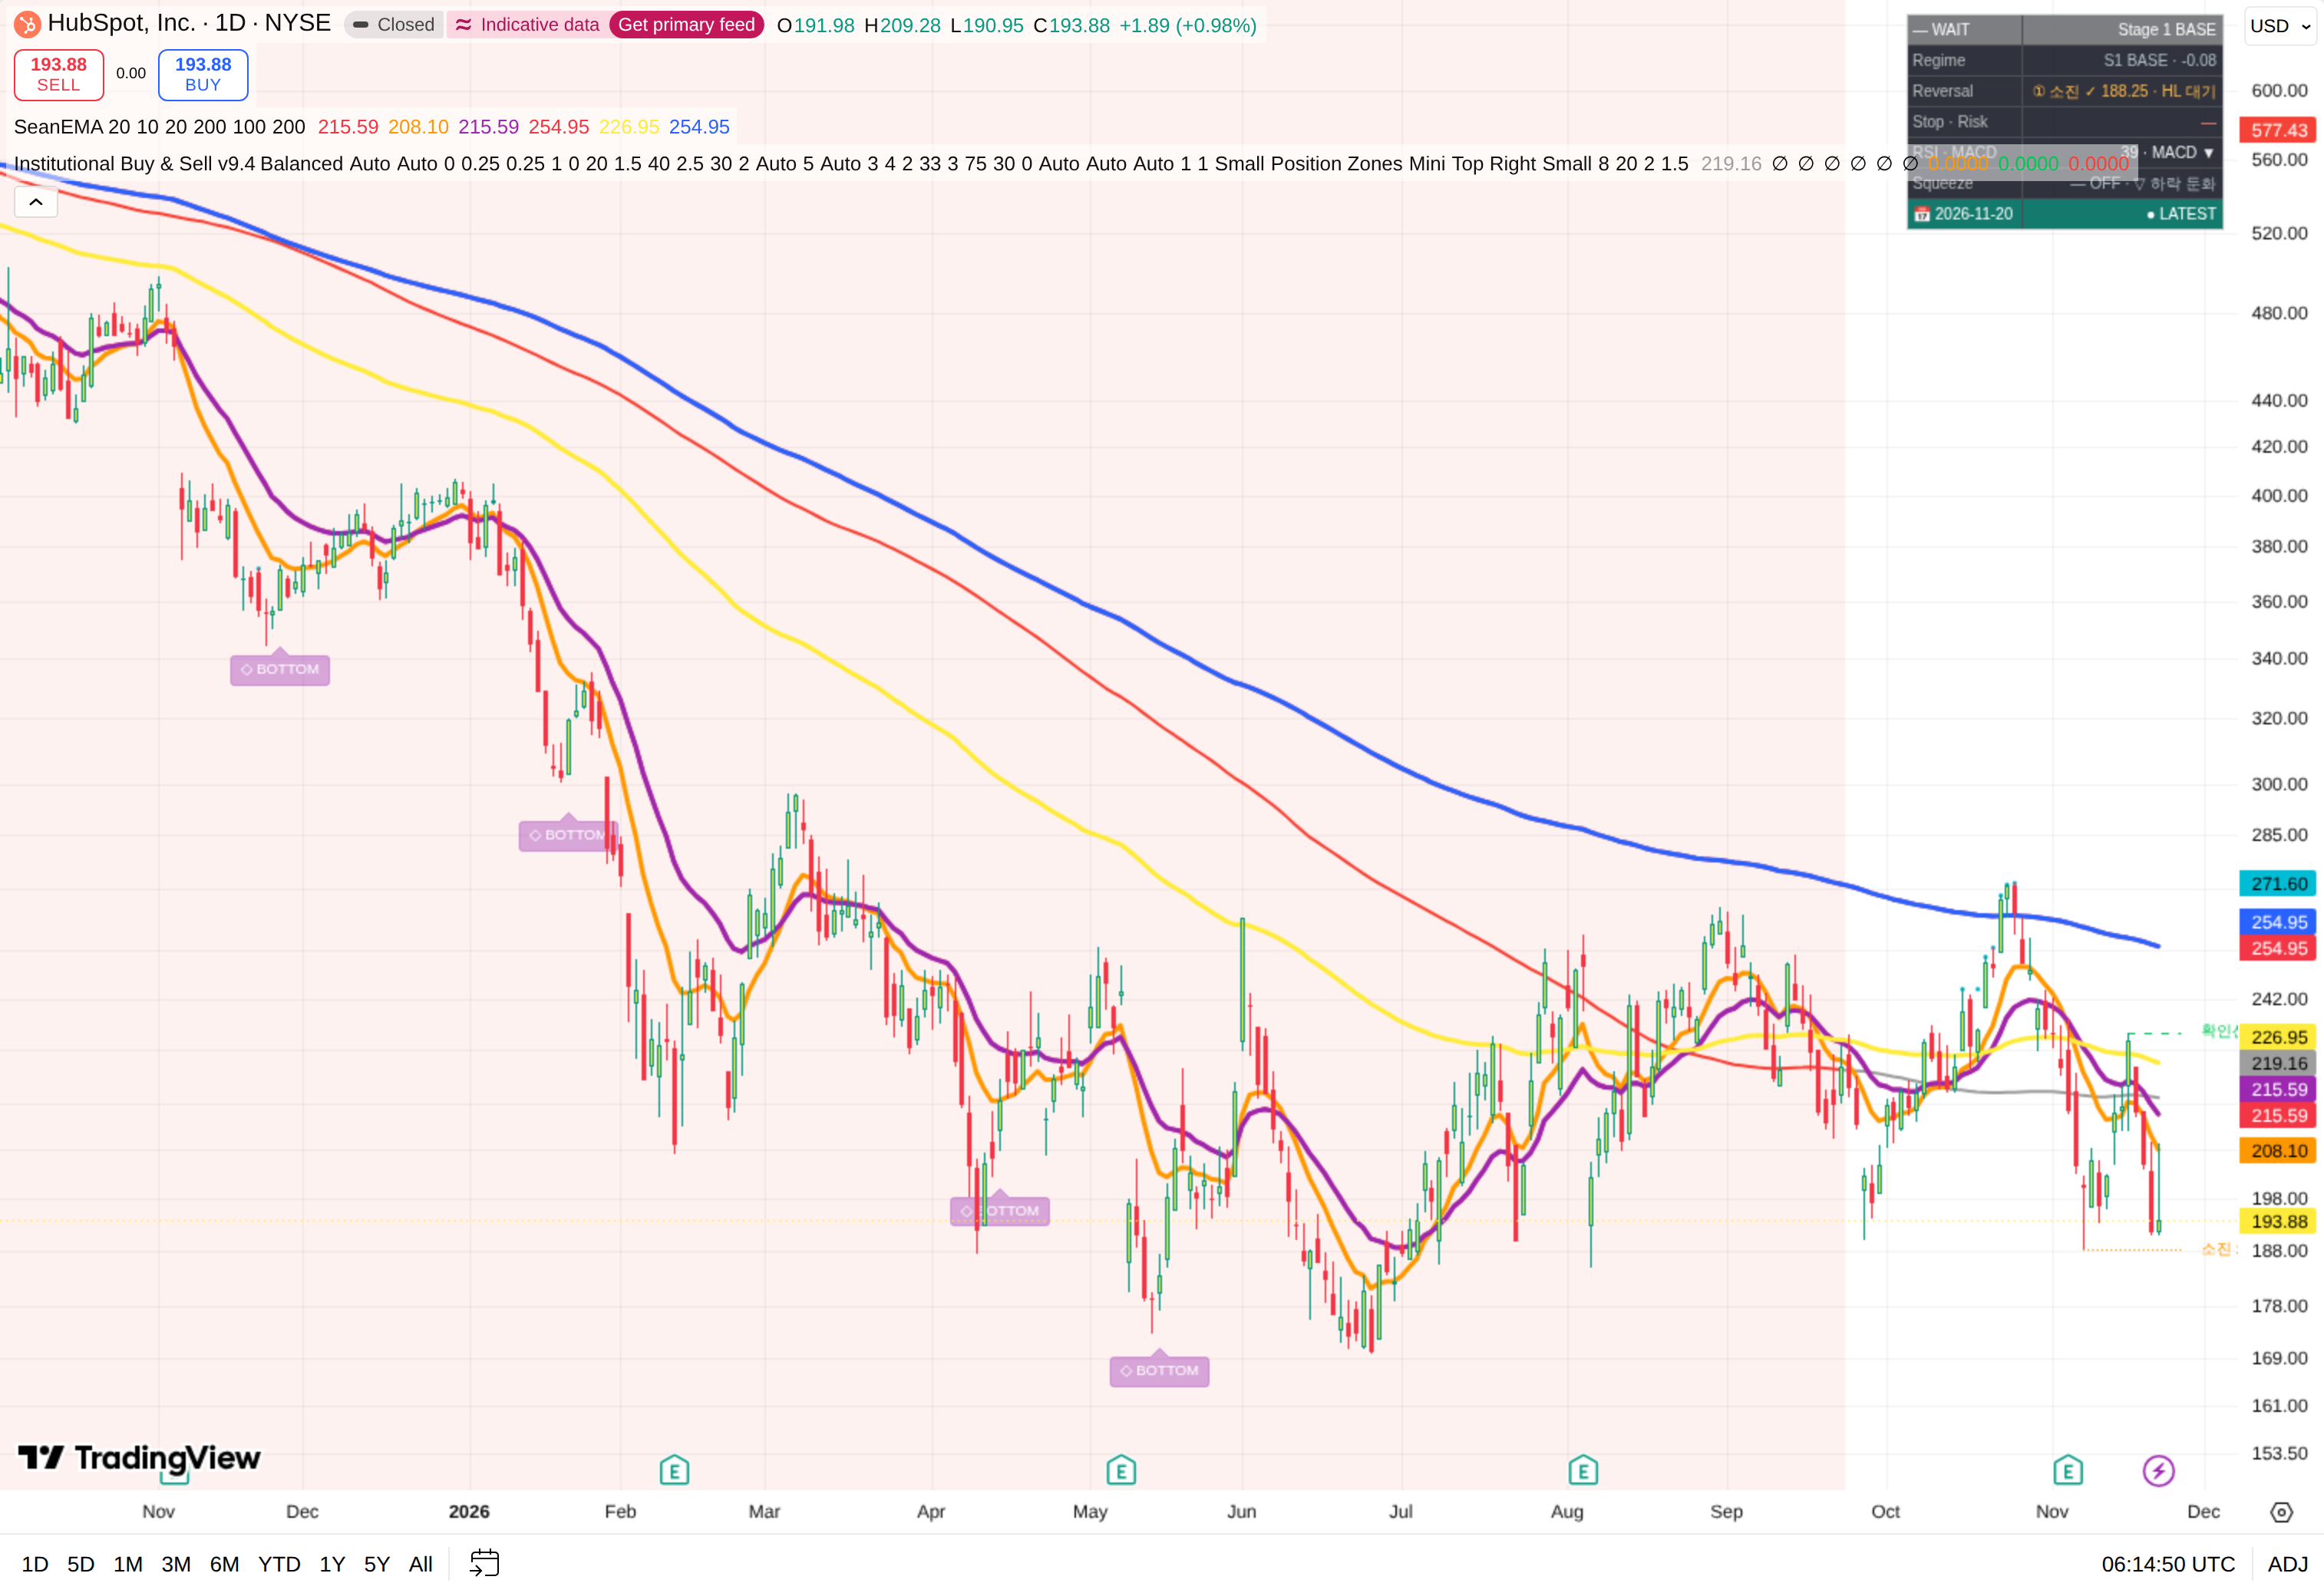 HubSpot, Inc. · 1D · NYSE Closed Indicative data Get primary feed O191.98 H209.28 L190.95 C193.88 +1.89 (+0.98%)
193.88 SELL 0.00 193.88 BUY
SeanEMA 20 10 20 200 100 200 215.59 208.10 215.59 254.95 226.95 254.95
Institutional Buy & Sell v9.4 Balanced Auto Auto 0 0.25 0.25 1 0 20 1.5 40 2.5 30 2 Auto 5 Auto 3 4 2 33 3 75 30 0 Auto Auto Auto 1 1 Small Position Zones Mini Top Right Small 8 20 2 1.5 219.16 ∅ ∅ ∅ ∅ ∅ ∅ 0.0000 0.0000 0.0000
— WAIT Stage 1 BASE
Regime S1 BASE · -0.08
Reversal ① 소진 ✓ 188.25 · HL 대기
Stop · Risk —
RSI · MACD 39 · MACD ▼
Squeeze — OFF · ▽ 하락 둔화
📅 2026-11-20 ● LATEST
USD
600.00
577.43
560.00
520.00
480.00
440.00
420.00
400.00
380.00
360.00
340.00
320.00
300.00
285.00
271.60
254.95
254.95
242.00
226.95
219.16
215.59
215.59
208.10
198.00
193.88
188.00
178.00
169.00
161.00
153.50
◇ BOTTOM
◇ BOTTOM
◇ BOTTOM
◇ BOTTOM
소진
TradingView
E E E E
Nov Dec 2026 Feb Mar Apr May Jun Jul Aug Sep Oct Nov Dec
1D 5D 1M 3M 6M YTD 1Y 5Y All 06:14:50 UTC ADJ